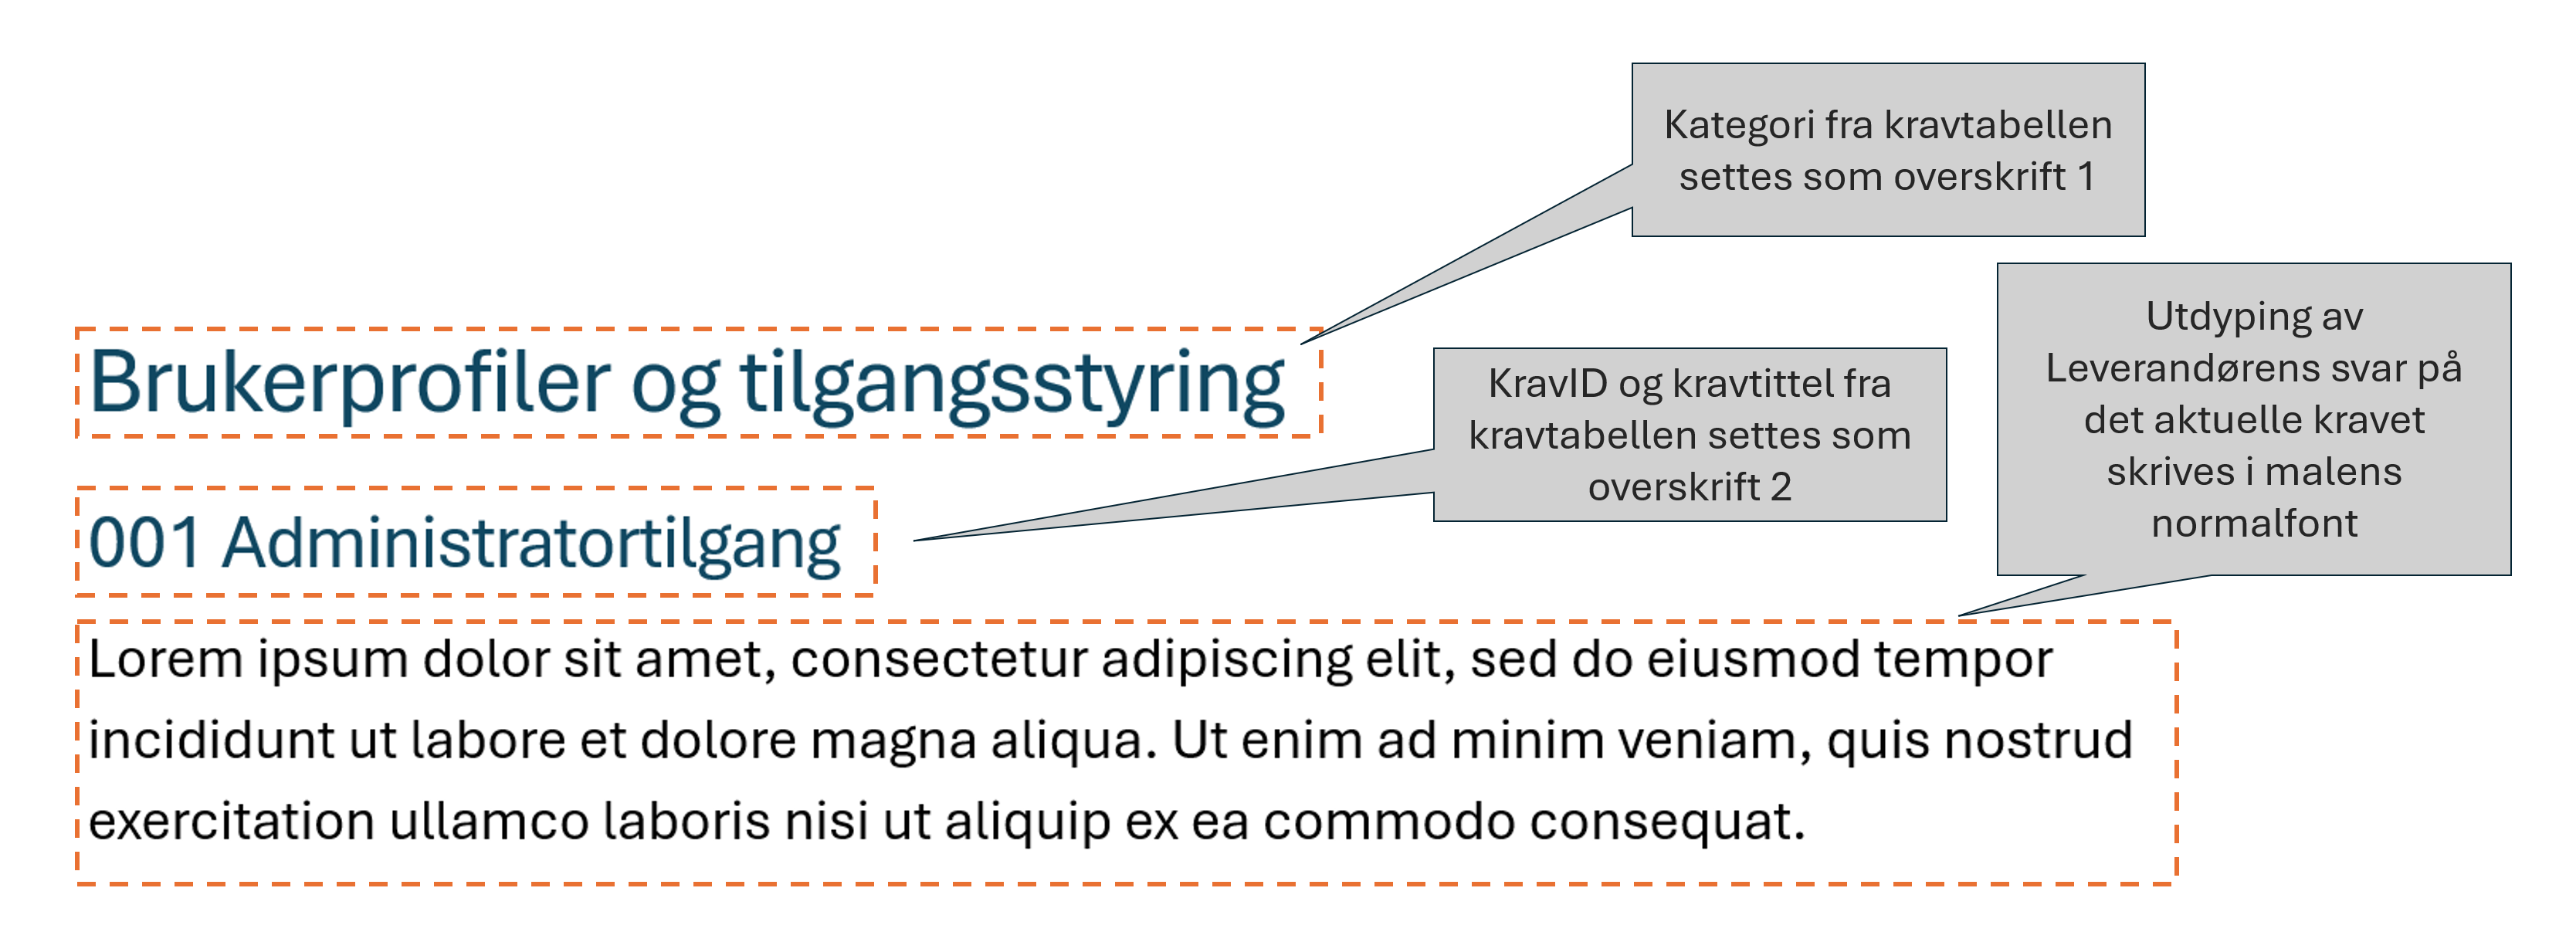 Kategori fra kravtabellen
settes som overskrift 1
Utdyping av
Leverandørens svar på
det aktuelle kravet
skrives i malens
normalfont
Brukerprofiler og tilgangsstyring
KravID og kravtittel fra
kravtabellen settes som
overskrift 2
001 Administratortilgang
Lorem ipsum dolor sit amet, consectetur adipiscing elit, sed do eiusmod tempor
incididunt ut labore et dolore magna aliqua. Ut enim ad minim veniam, quis nostrud
exercitation ullamco laboris nisi ut aliquip ex ea commodo consequat.